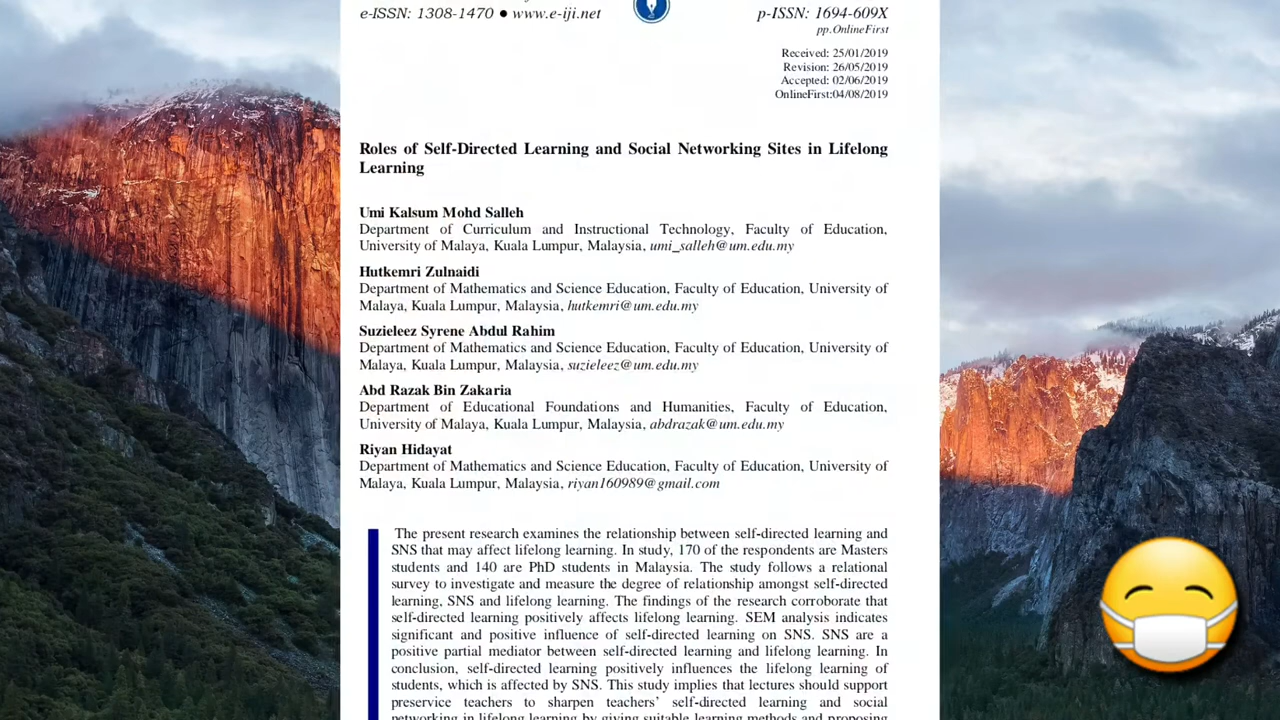 e-ISSN: 1308-1470 ● www.e-iji.net
p-ISSN: 1694-609X
pp.OnlineFirst
Received: 25/01/2019
Revision: 26/05/2019
Accepted: 02/06/2019
OnlineFirst:04/08/2019
Roles of Self-Directed Learning and Social Networking Sites in Lifelong
Learning
Umi Kalsum Mohd Salleh
Department of Curriculum and Instructional Technology, Faculty of Education,
University of Malaya, Kuala Lumpur, Malaysia, umi_salleh@um.edu.my
Hutkemri Zulnaidi
Department of Mathematics and Science Education, Faculty of Education, University of
Malaya, Kuala Lumpur, Malaysia, hutkemri@um.edu.my
Suzieleez Syrene Abdul Rahim
Department of Mathematics and Science Education, Faculty of Education, University of
Malaya, Kuala Lumpur, Malaysia, suzieleez@um.edu.my
Abd Razak Bin Zakaria
Department of Educational Foundations and Humanities, Faculty of Education,
University of Malaya, Kuala Lumpur, Malaysia, abdrazak@um.edu.my
Riyan Hidayat
Department of Mathematics and Science Education, Faculty of Education, University of
Malaya, Kuala Lumpur, Malaysia, riyan160989@gmail.com
The present research examines the relationship between self-directed learning and
SNS that may affect lifelong learning. In study, 170 of the respondents are Masters
students and 140 are PhD students in Malaysia. The study follows a relational
survey to investigate and measure the degree of relationship amongst self-directed
learning, SNS and lifelong learning. The findings of the research corroborate that
self-directed learning positively affects lifelong learning. SEM analysis indicates
significant and positive influence of self-directed learning on SNS. SNS are a
positive partial mediator between self-directed learning and lifelong learning. In
conclusion, self-directed learning positively influences the lifelong learning of
students, which is affected by SNS. This study implies that lectures should support
preservice teachers to sharpen teachers' self-directed learning and social
networking in lifelong learning by giving suitable learning methods and proposing